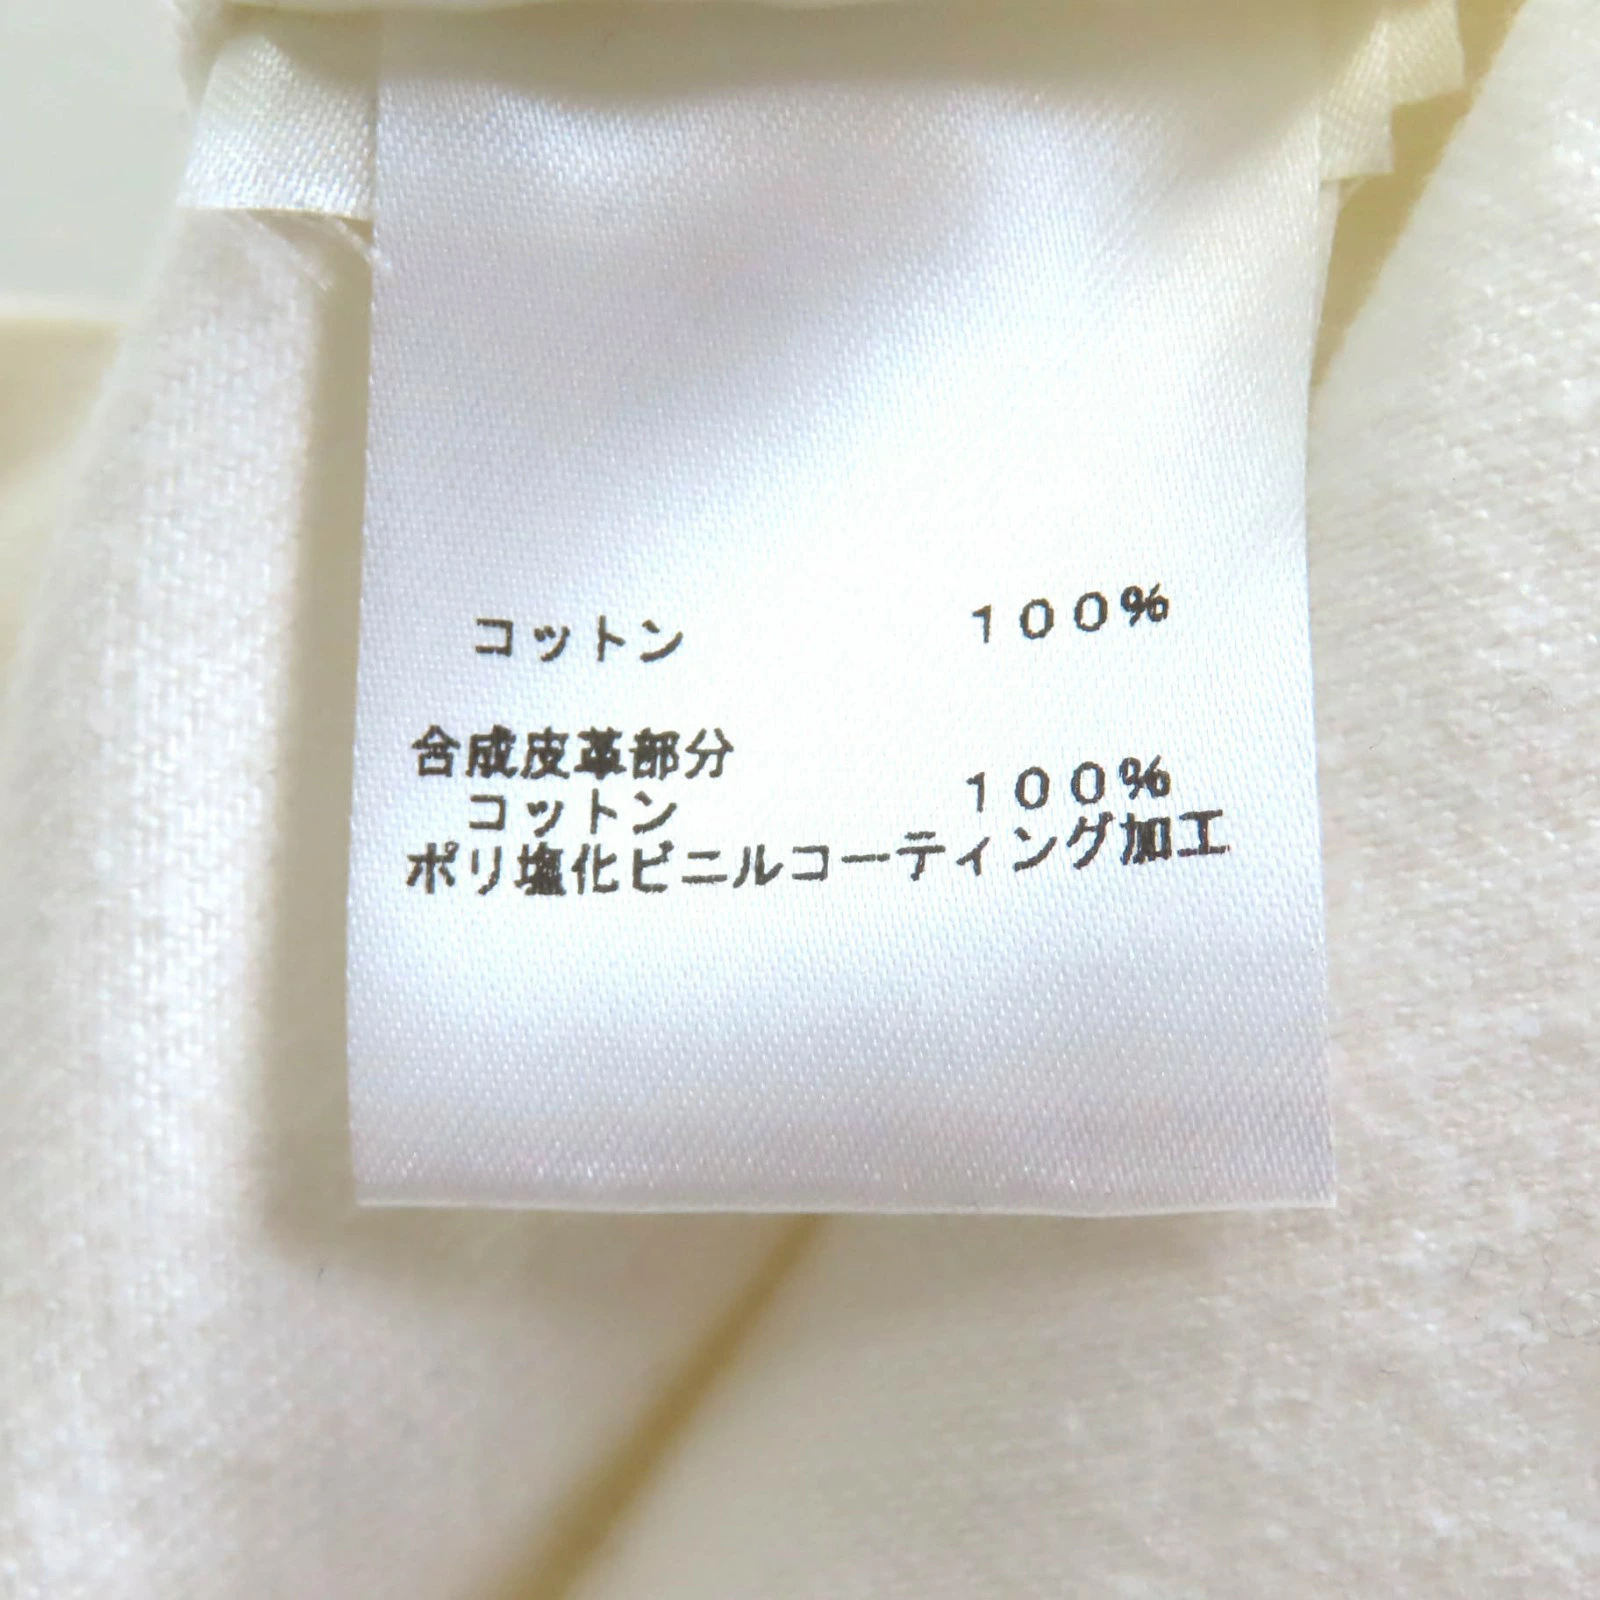 コットン １００％
合成皮革部分
コットン １００％
ポリ塩化ビニルコーティング加工